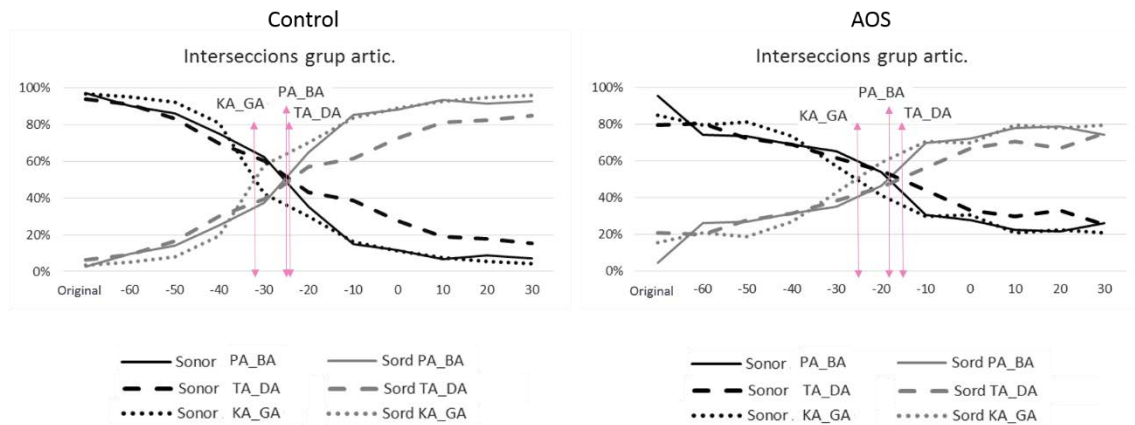 Control
Interseccions grup artic.
100%
80%
60%
40%
20%
0%
KA_GA
PA_BA
TA_DA
Original -60 -50 -40 -30 -20 -10 0 10 20 30
Sonor PA_BA
Sord PA_BA
Sonor TA_DA
Sord TA_DA
Sonor KA_GA
Sord KA_GA
AOS
Interseccions grup artic.
100%
80%
60%
40%
20%
0%
KA_GA
PA_BA
TA_DA
Original -60 -50 -40 -30 -20 -10 0 10 20 30
Sonor PA_BA
Sord PA_BA
Sonor TA_DA
Sord TA_DA
Sonor. KA_GA
Sord KA_GA